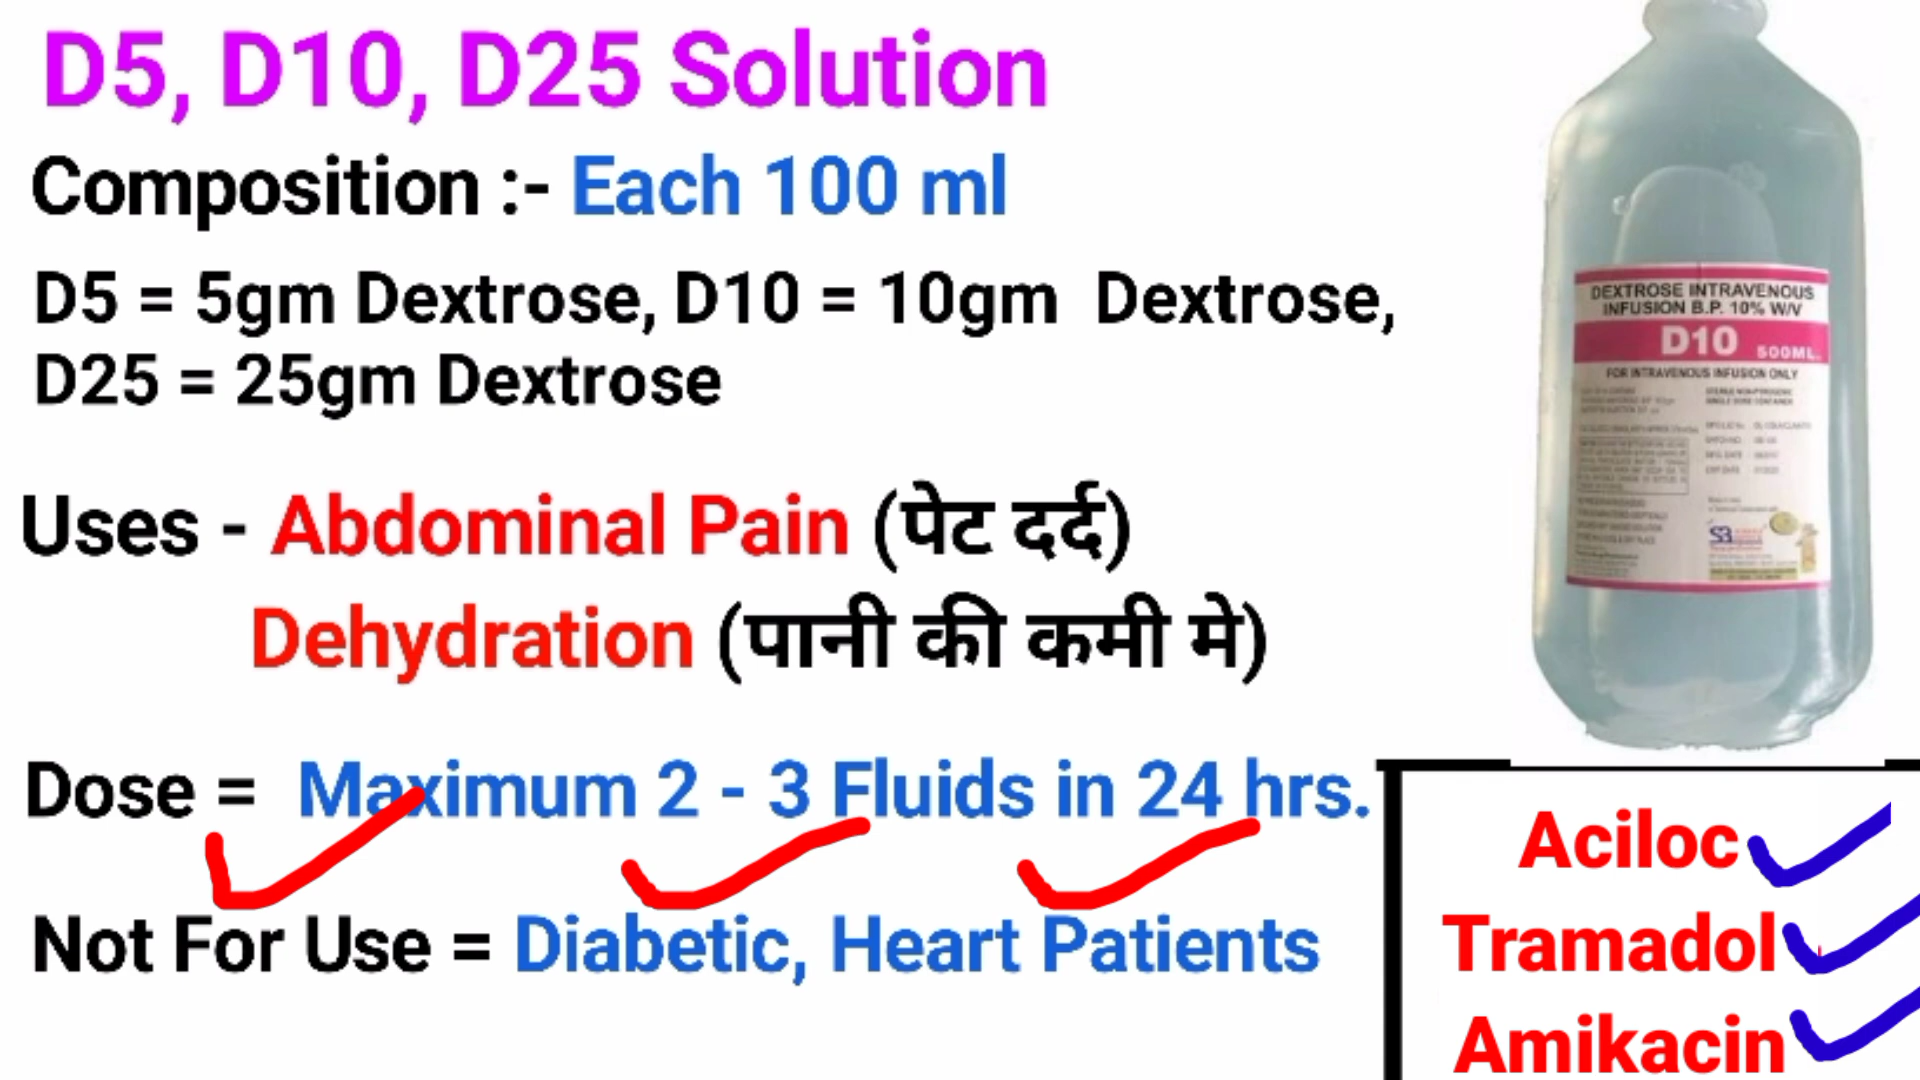 D5, D10, D25 Solution
Composition :- Each 100 ml
D5 = 5gm Dextrose, D10 = 10gm Dextrose,
D25 = 25gm Dextrose
Uses - Abdominal Pain (पेट दर्द)
Dehydration (पानी की कमी मे)
Dose = Maximum 2 - 3 Fluids in 24 hrs.
Not For Use = Diabetic, Heart Patients
DEXTROSE INTRAVENOUS
INFUSION B.P. 10% W/V
D10 500ML.
FOR INTRAVENOUS INFUSION ONLY
Aciloc
Tramadol
Amikacin